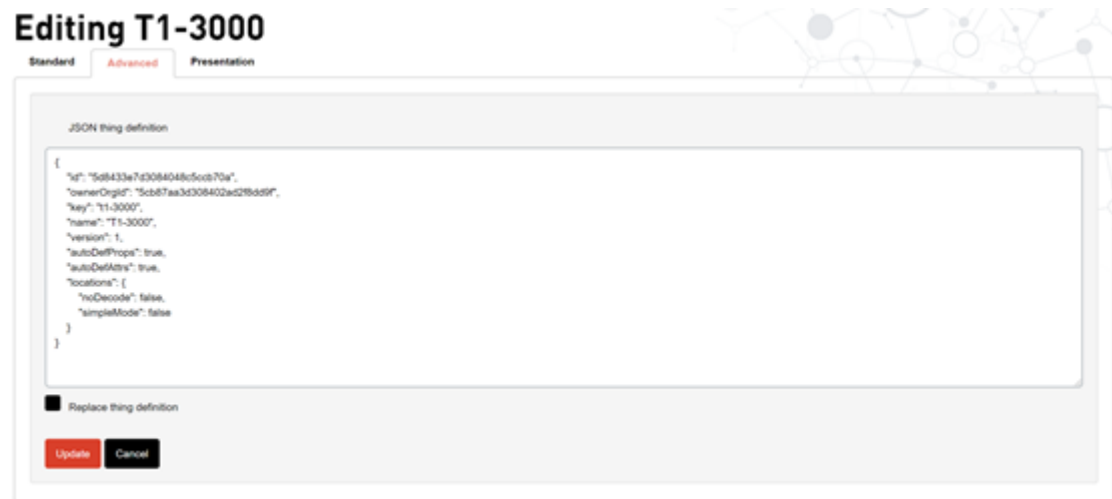 Editing T1-3000
Standard Advanced Presentation
JSON thing definition
{
"id": "5d8433e7d3084048c5ccb70a",
"ownerOrgId": "5cb87aa3d308402ad2f8dd9f",
"key": "t1-3000",
"name": "T1-3000",
"version": 1,
"autoDefProps": true,
"autoDefAttrs": true,
"locations": {
"noDecode": false,
"simpleMode": false
}
}
Replace thing definition
Update Cancel